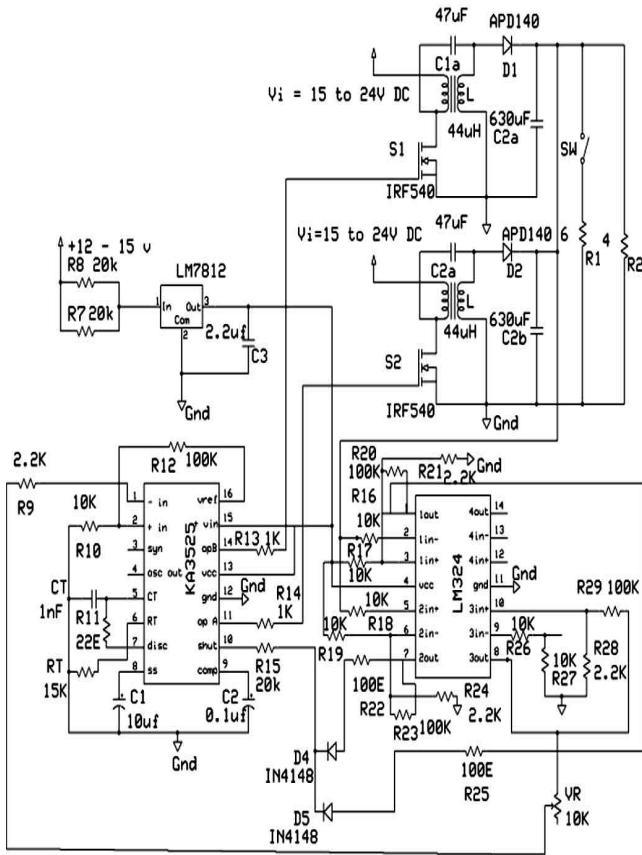 47uF
APD140
C1a
D1
Vi = 15 to 24V DC
L
44uH
630uF
C2a
SW
S1
IRF540
47uF
APD140
Vi=15 to 24V DC
C2a
D2
6
4
R1
R2
L
44uH
630uF
C2b
S2
IRF540
Gnd
+12 - 15 v
R8 20k
R7 20k
LM7812
1
In
Out
3
Com
2
2.2uf
C3
Gnd
2.2K
R9
R12
100K
10K
R10
CT
1nF
R11
22E
RT
15K
C1
10uf
C2
0.1uf
Gnd
KA3525
1
- in
vref
16
2
+ in
+ vin
15
3
syn
opB
14
4
osc out
vcc
13
5
CT
gnd
12
6
RT
op A
11
7
disc
shut
10
8
ss
comp
9
R13 1K
Gnd
R14
1K
R15
20k
R20
100K
R21
2.2K
Gnd
R16
10K
R17
10K
10K
R18
10K
R19
100E
R22
R23
100K
R24
2.2K
LM324
1out
1
1in-
2
1in+
3
vcc
4
2in+
5
2in-
6
2out
7
4out
14
4in-
13
4in+
12
gnd
11
3in+
10
3in-
9
3out
8
Gnd
R29 100K
10K
R26
10K
R27
R28
2.2K
D4
IN4148
D5
IN4148
100E
R25
VR
10K